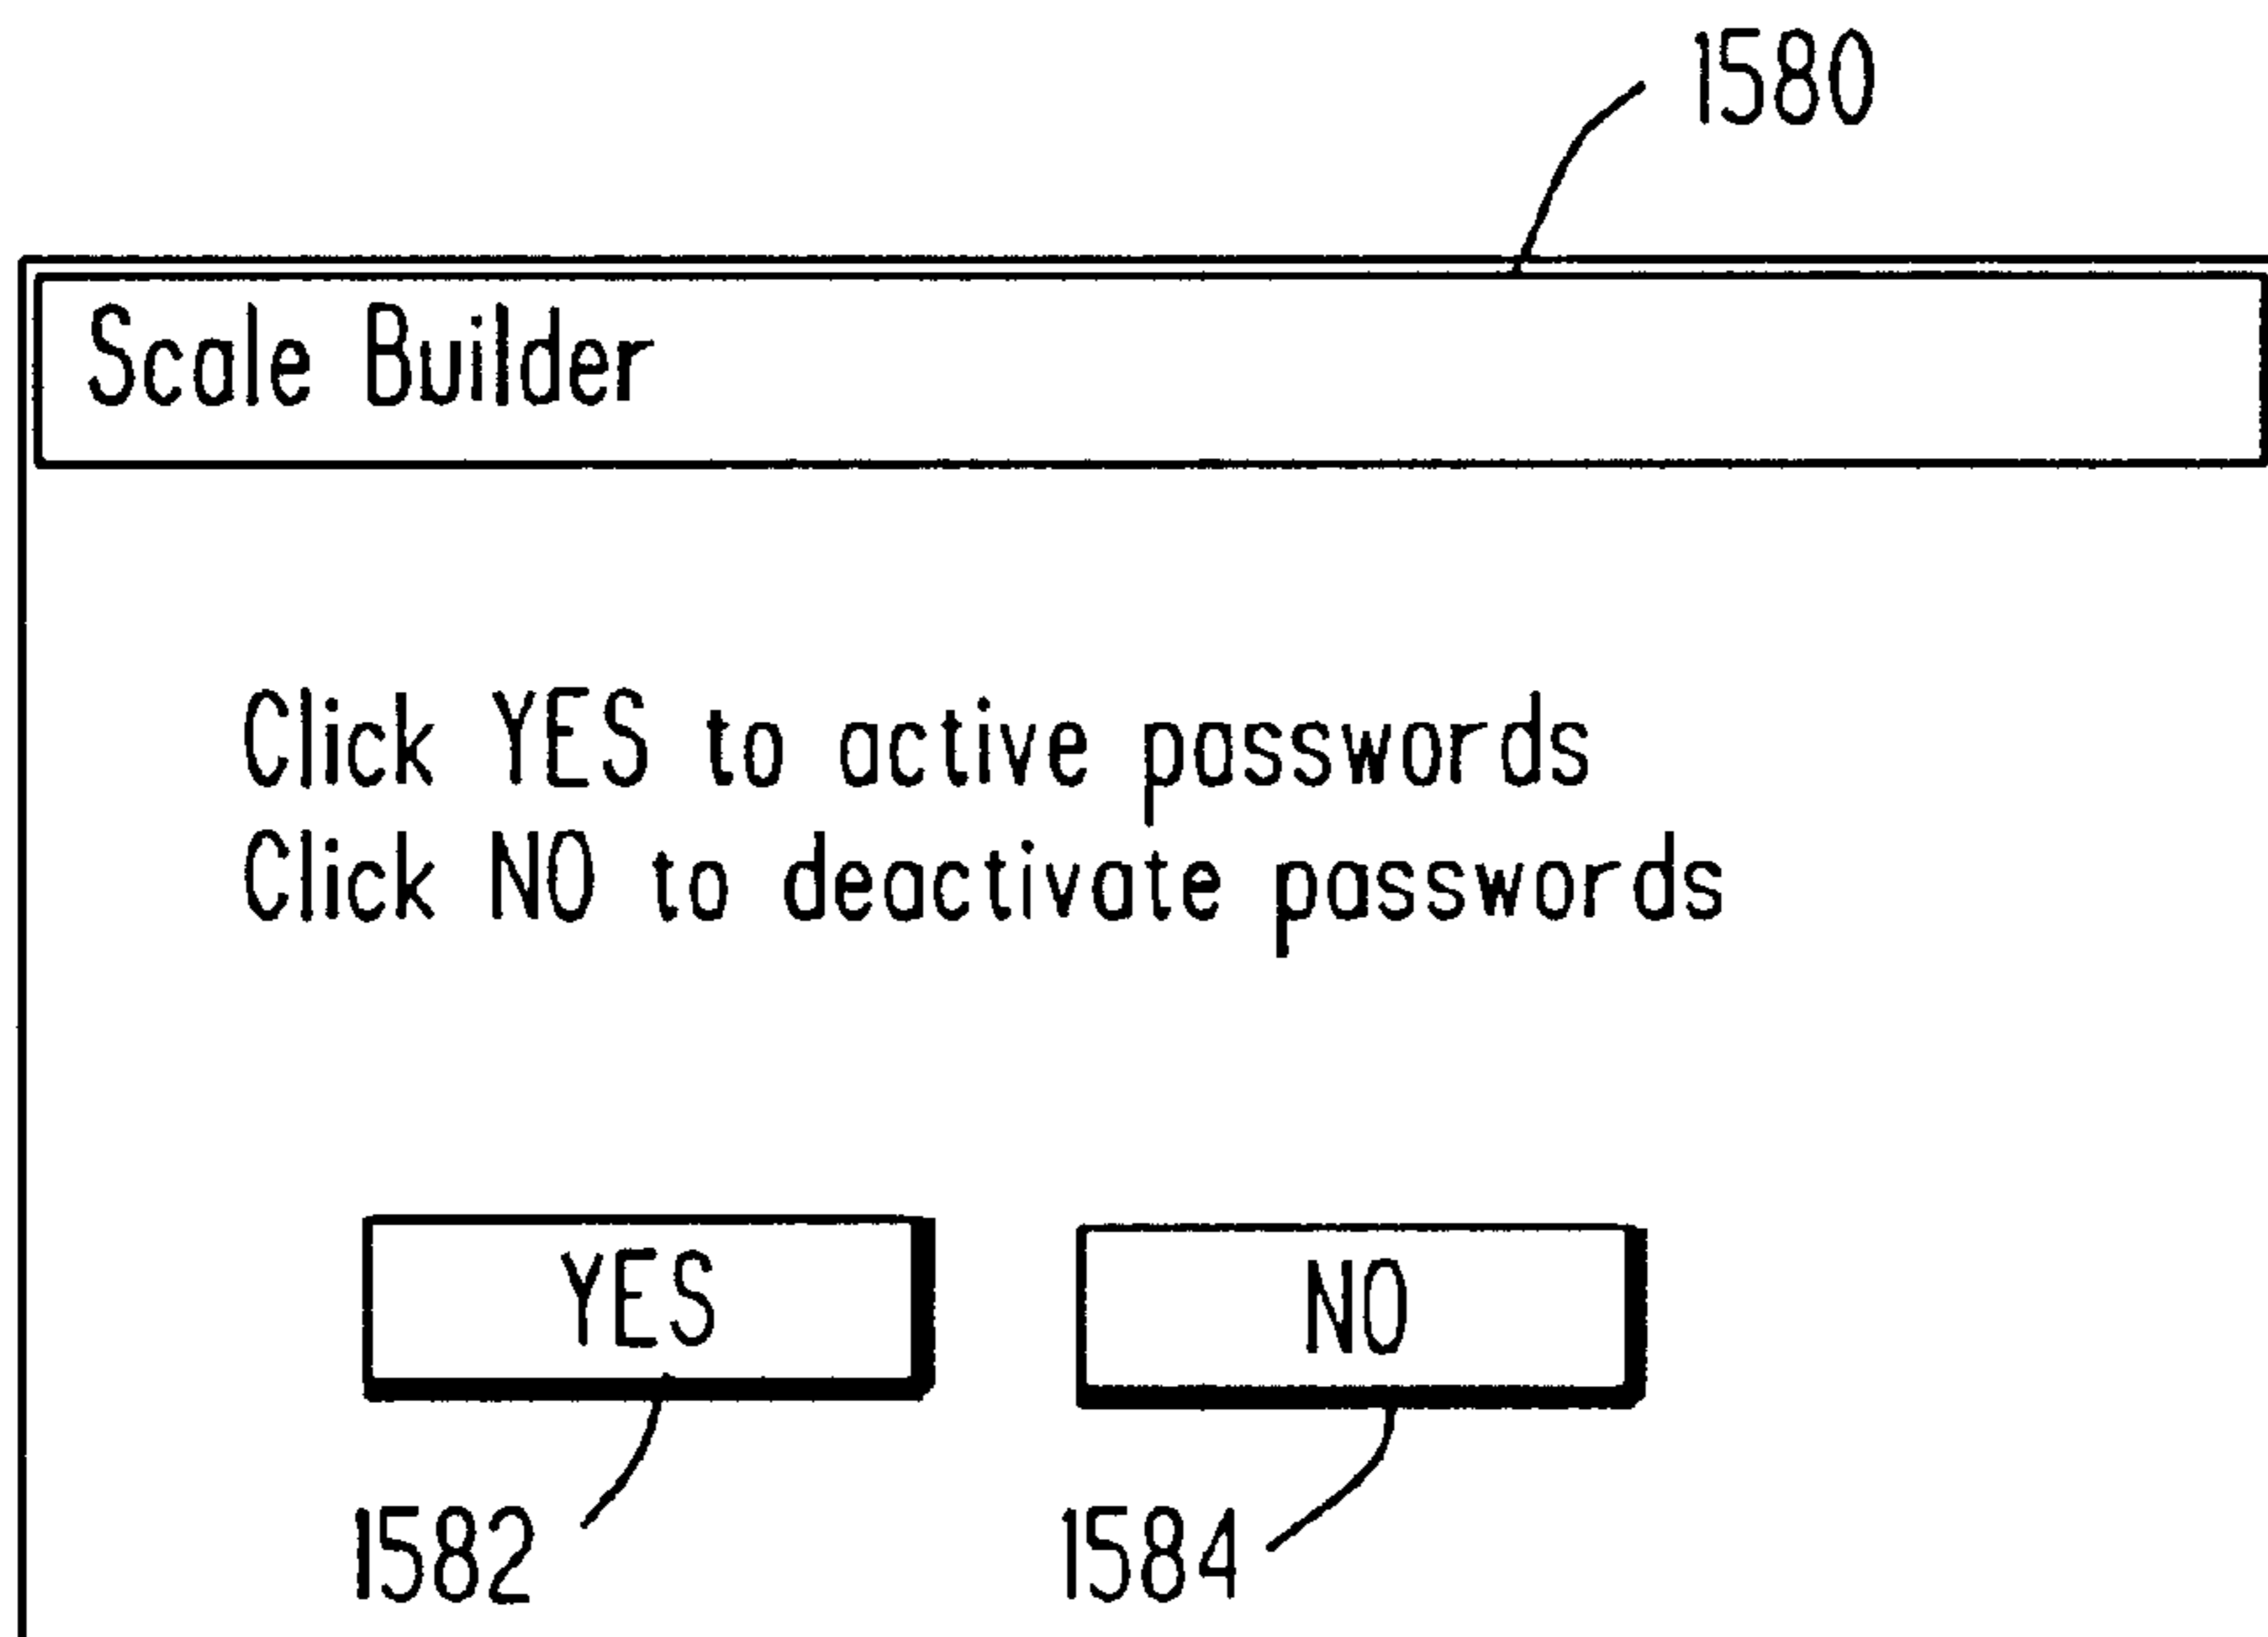 1580
Scale Builder
Click YES to active passwords
Click NO to deactivate passwords
YES NO
1582 1584